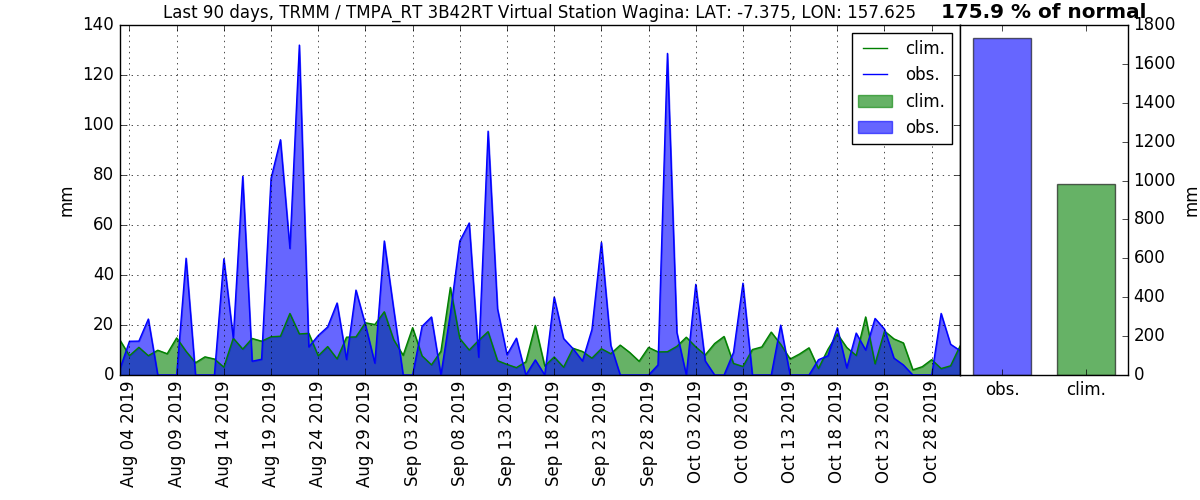 Last 90 days, TRMM / TMPA_RT 3B42RT Virtual Station Wagina: LAT: -7.375, LON: 157.625
175.9 % of normal
140
120
100
80
60
40
20
0
mm
clim.
obs.
clim.
obs.
1800
1600
1400
1200
1000
800
600
400
200
0
mm
Aug 04 2019
Aug 09 2019
Aug 14 2019
Aug 19 2019
Aug 24 2019
Aug 29 2019
Sep 03 2019
Sep 08 2019
Sep 13 2019
Sep 18 2019
Sep 23 2019
Sep 28 2019
Oct 03 2019
Oct 08 2019
Oct 13 2019
Oct 18 2019
Oct 23 2019
Oct 28 2019
obs.
clim.